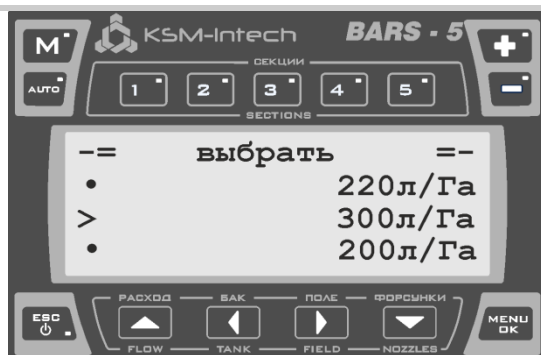 M
KSM-Intech
BARS - 5
+
AUTO
СЕКЦИИ
1 2 3 4 5
-
SECTIONS
-= выбрать =-
• 220л/Га
> 300л/Га
• 200л/Га
ESC
РАСХОД БАК ПОЛЕ ФОРСУНКИ
FLOW TANK FIELD NOZZLES
MENU
OK